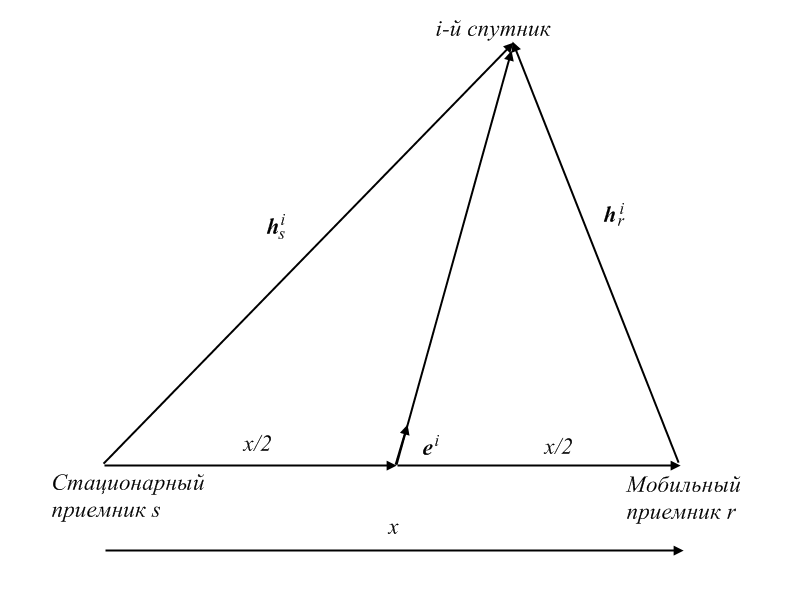 i-й спутник
h_s^i
h_r^i
x/2
e^i
x/2
Стационарный
приемник s
Мобильный
приемник r
x